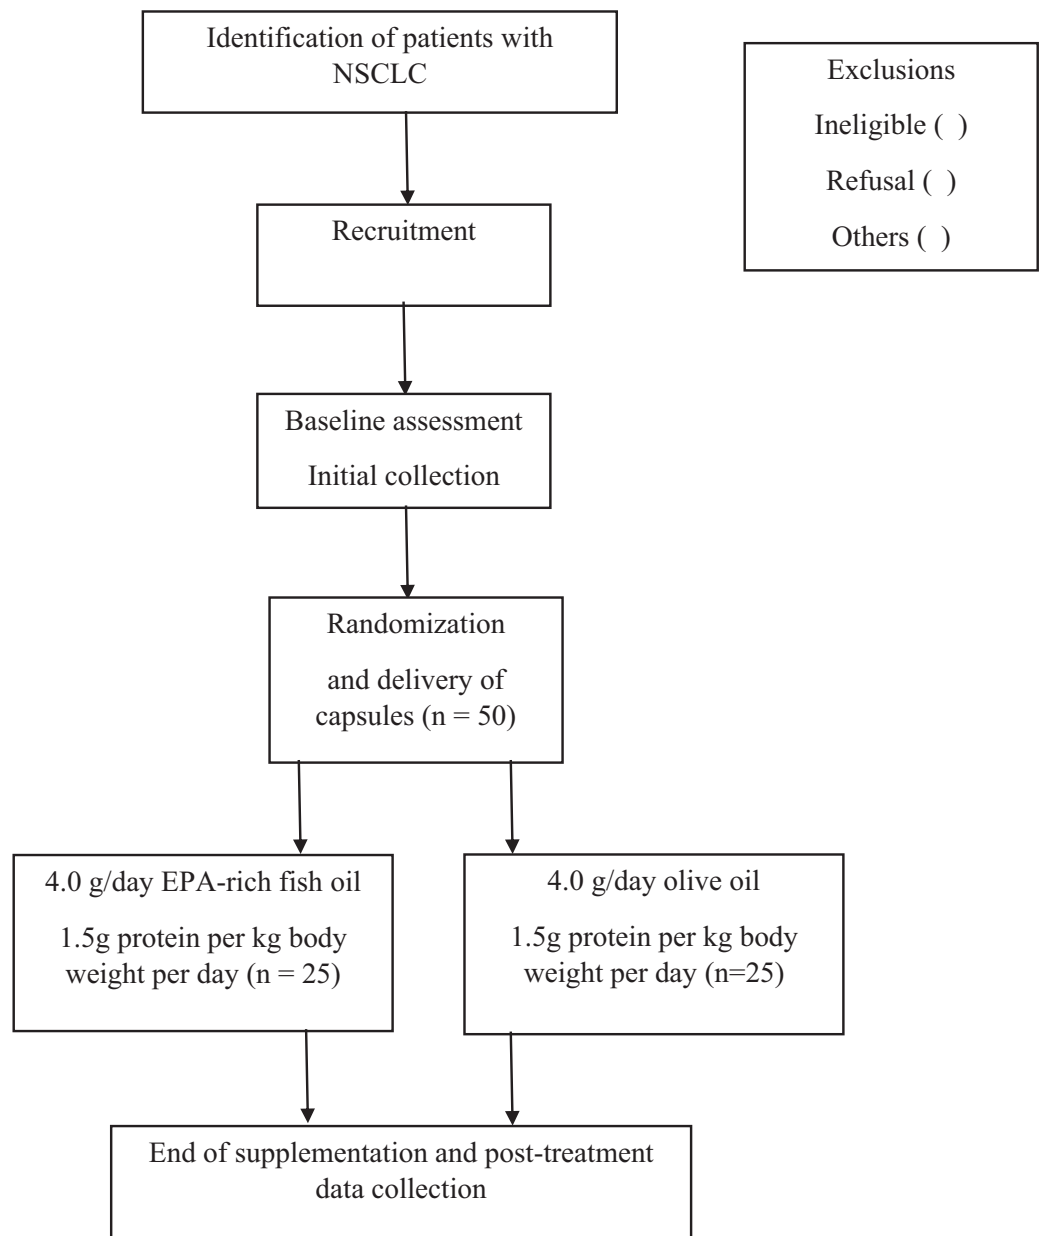 Identification of patients with
NSCLC
Exclusions
Ineligible ( )
Refusal ( )
Others ( )
Recruitment
Baseline assessment
Initial collection
Randomization
and delivery of
capsules (n = 50)
4.0 g/day EPA-rich fish oil
1.5g protein per kg body
weight per day (n = 25)
4.0 g/day olive oil
1.5g protein per kg body
weight per day (n=25)
End of supplementation and post-treatment
data collection